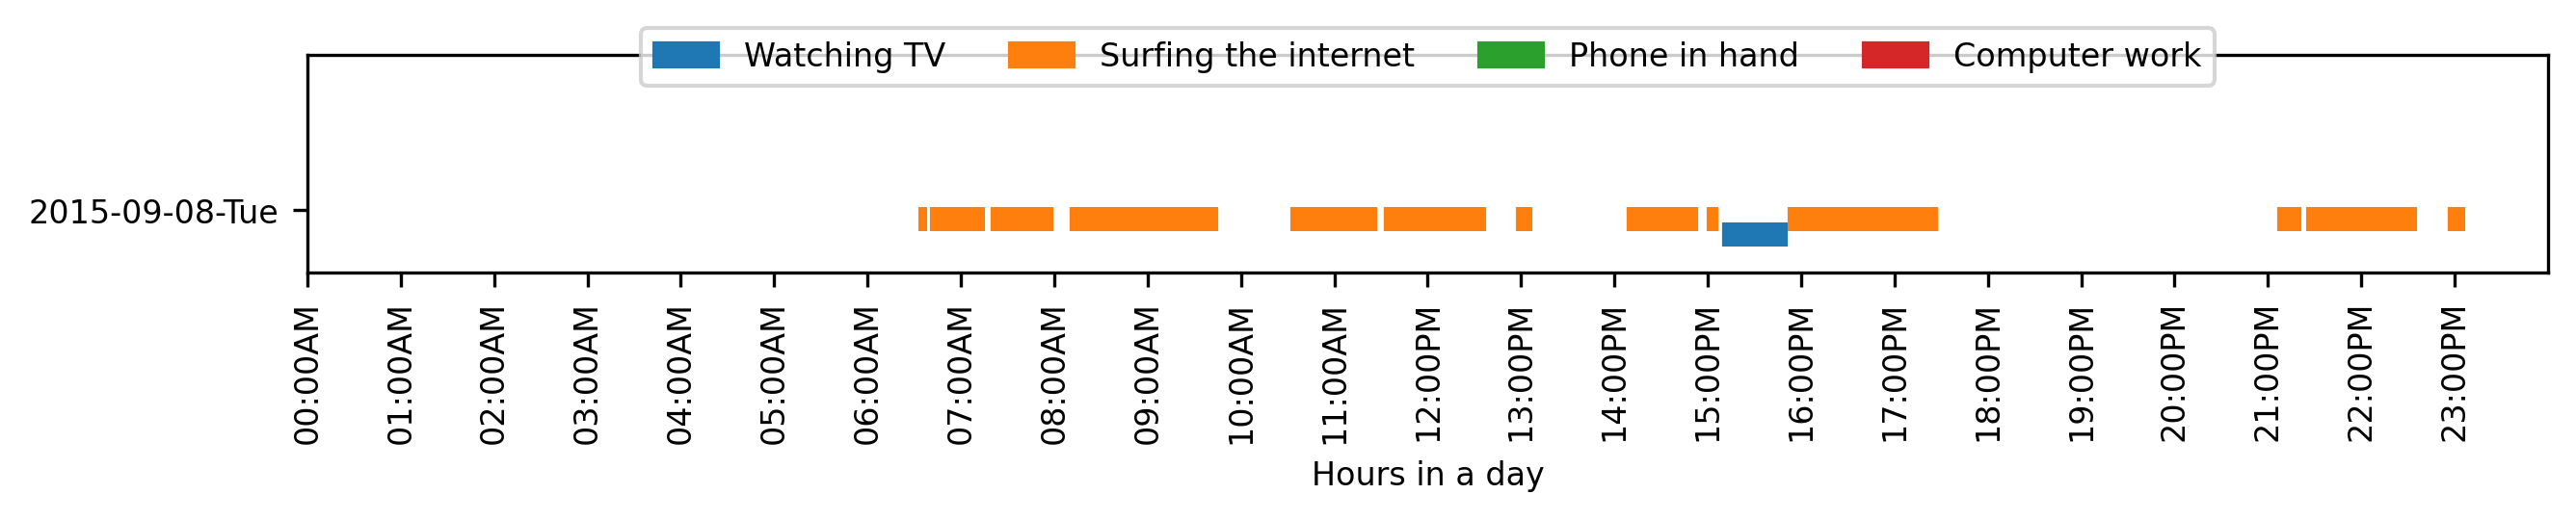 Watching TV Surfing the internet Phone in hand Computer work
2015-09-08-Tue
00:00AM
01:00AM
02:00AM
03:00AM
04:00AM
05:00AM
06:00AM
07:00AM
08:00AM
09:00AM
10:00AM
11:00AM
12:00PM
13:00PM
14:00PM
15:00PM
16:00PM
17:00PM
18:00PM
19:00PM
20:00PM
21:00PM
22:00PM
23:00PM
Hours in a day